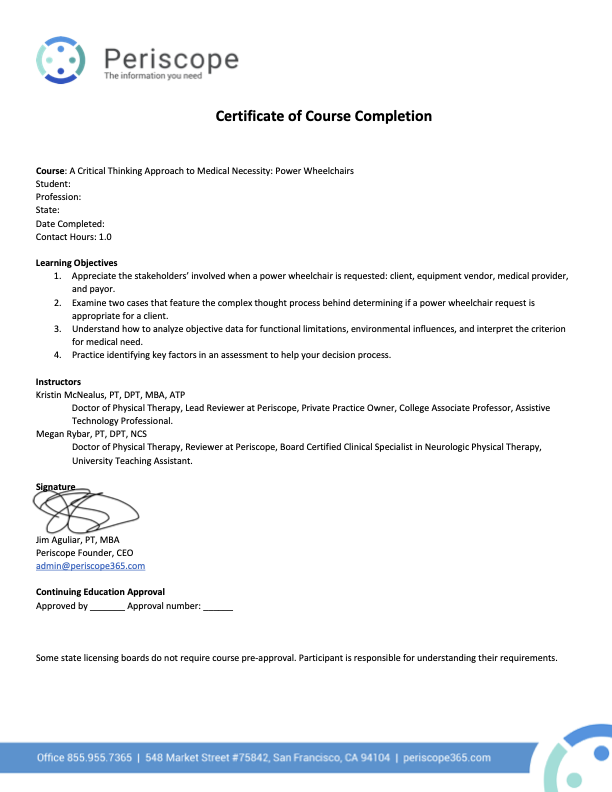 Periscope
The information you need
Certificate of Course Completion
Course: A Critical Thinking Approach to Medical Necessity: Power Wheelchairs
Student:
Profession:
State:
Date Completed:
Contact Hours: 1.0
Learning Objectives
1. Appreciate the stakeholders’ involved when a power wheelchair is requested: client, equipment vendor, medical provider,
and payor.
2. Examine two cases that feature the complex thought process behind determining if a power wheelchair request is
appropriate for a client.
3. Understand how to analyze objective data for functional limitations, environmental influences, and interpret the criterion
for medical need.
4. Practice identifying key factors in an assessment to help your decision process.
Instructors
Kristin McNealus, PT, DPT, MBA, ATP
Doctor of Physical Therapy, Lead Reviewer at Periscope, Private Practice Owner, College Associate Professor, Assistive
Technology Professional.
Megan Rybar, PT, DPT, NCS
Doctor of Physical Therapy, Reviewer at Periscope, Board Certified Clinical Specialist in Neurologic Physical Therapy,
University Teaching Assistant.
Signature
Jim Aguliar, PT, MBA
Periscope Founder, CEO
admin@periscope365.com
Continuing Education Approval
Approved by _______ Approval number: ______
Some state licensing boards do not require course pre-approval. Participant is responsible for understanding their requirements.
Office 855.955.7365 | 548 Market Street #75842, San Francisco, CA 94104 | periscope365.com